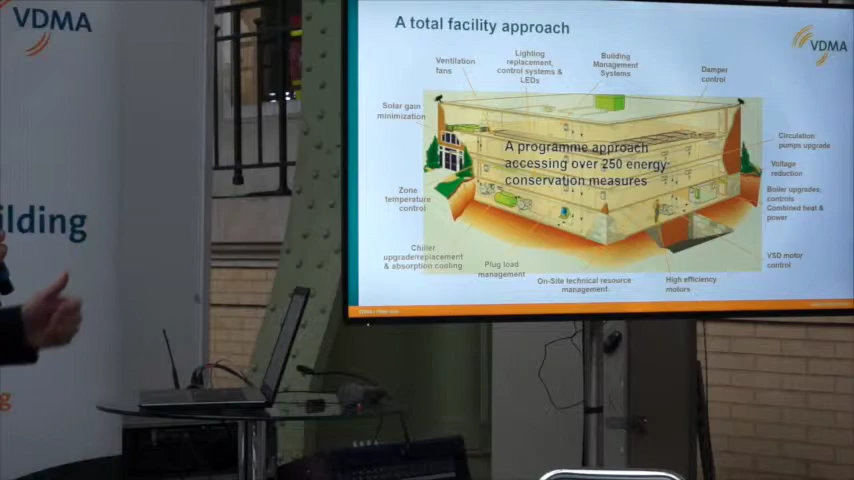 VDMA
ilding
g
A total facility approach
VDMA
Ventilation
fans
Lighting
replacement,
control systems &
LEDs
Building
Management
Systems
Damper
control
Solar gain
minimization
A programme approach
accessing over 250 energy
conservation measures
Circulation
pumps upgrade
Voltage
reduction
Zone
temperature
control
Boiler upgrades,
controls
Combined heat &
power
Chiller
upgrade/replacement
& absorption cooling
Plug load
management
On-Site technical resource
management
High efficiency
motors
VSD motor
control